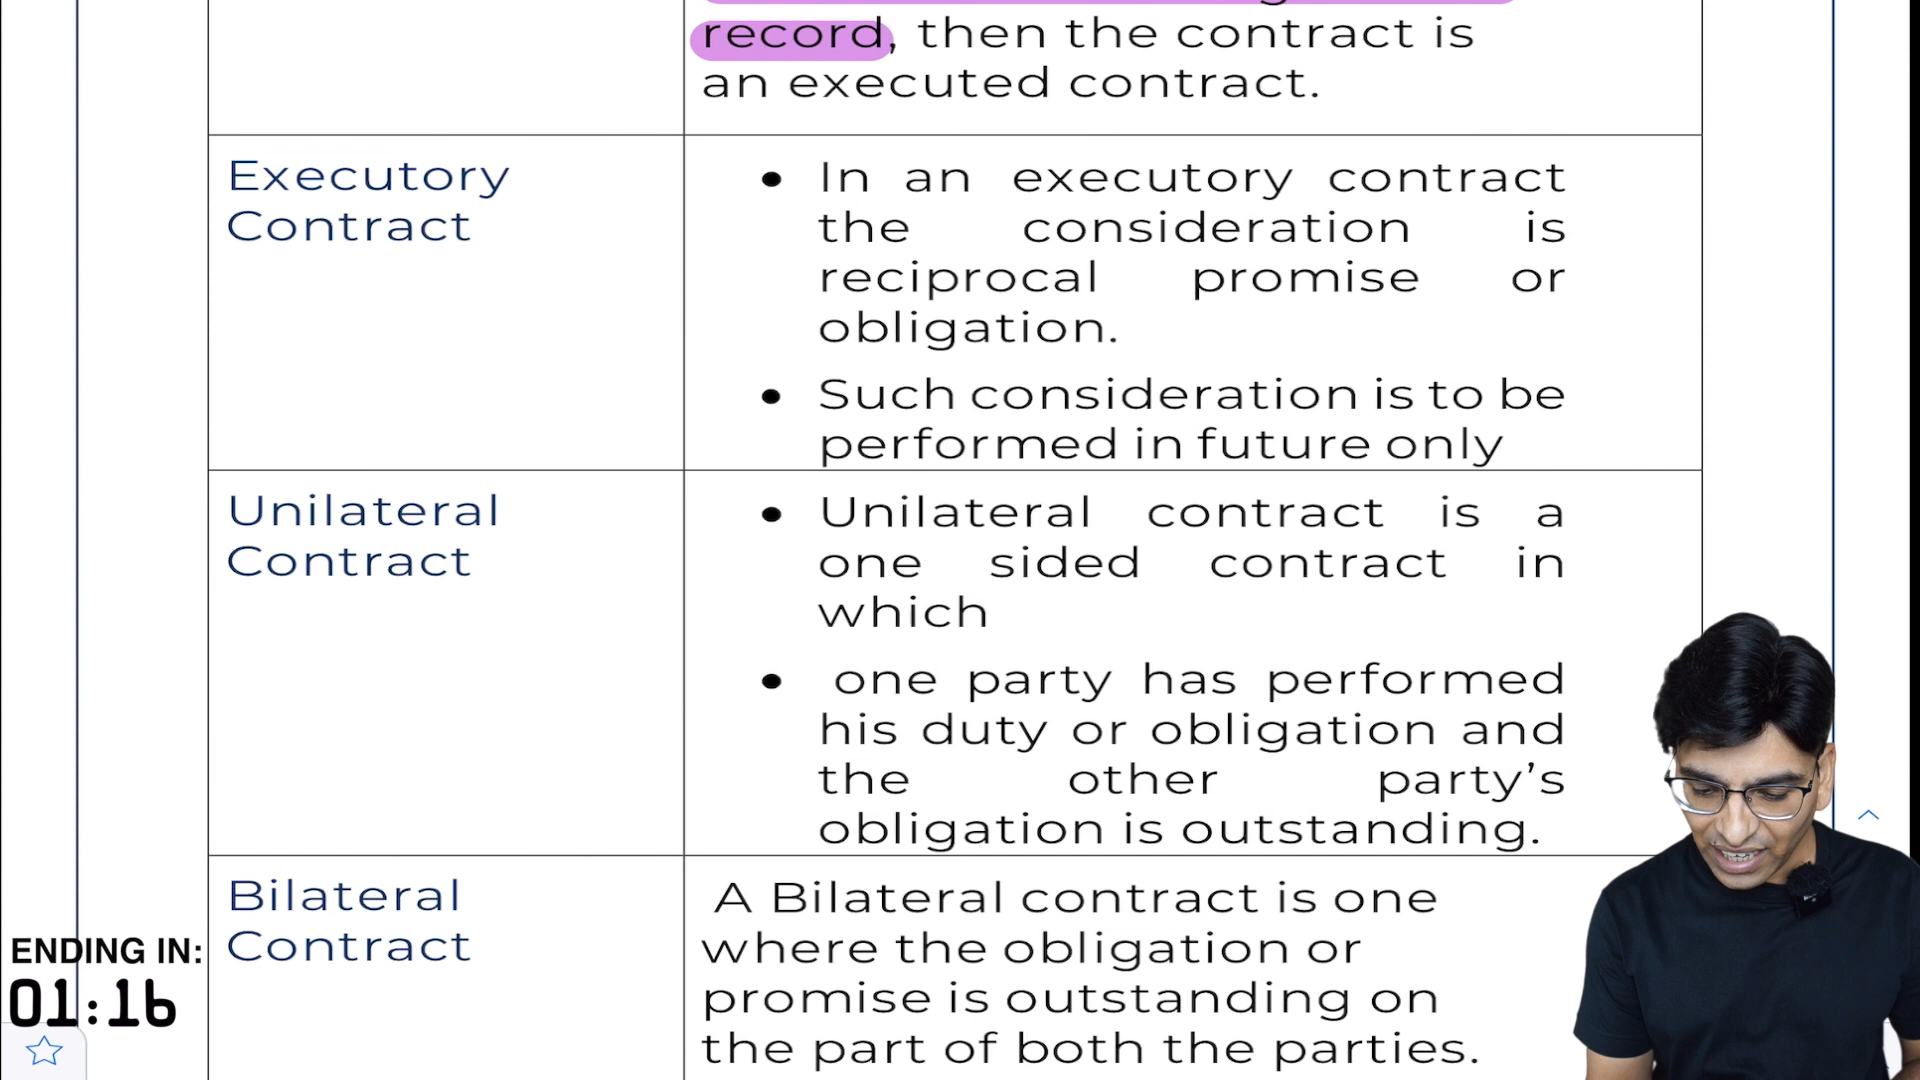 record, then the contract is
an executed contract.
Executory
Contract
• In an executory contract
the consideration is
reciprocal promise or
obligation.
• Such consideration is to be
performed in future only
Unilateral
Contract
• Unilateral contract is a
one sided contract in
which
• one party has performed
his duty or obligation and
the other party’s
obligation is outstanding.
Bilateral
Contract
A Bilateral contract is one
where the obligation or
promise is outstanding on
the part of both the parties.
ENDING IN:
01:16